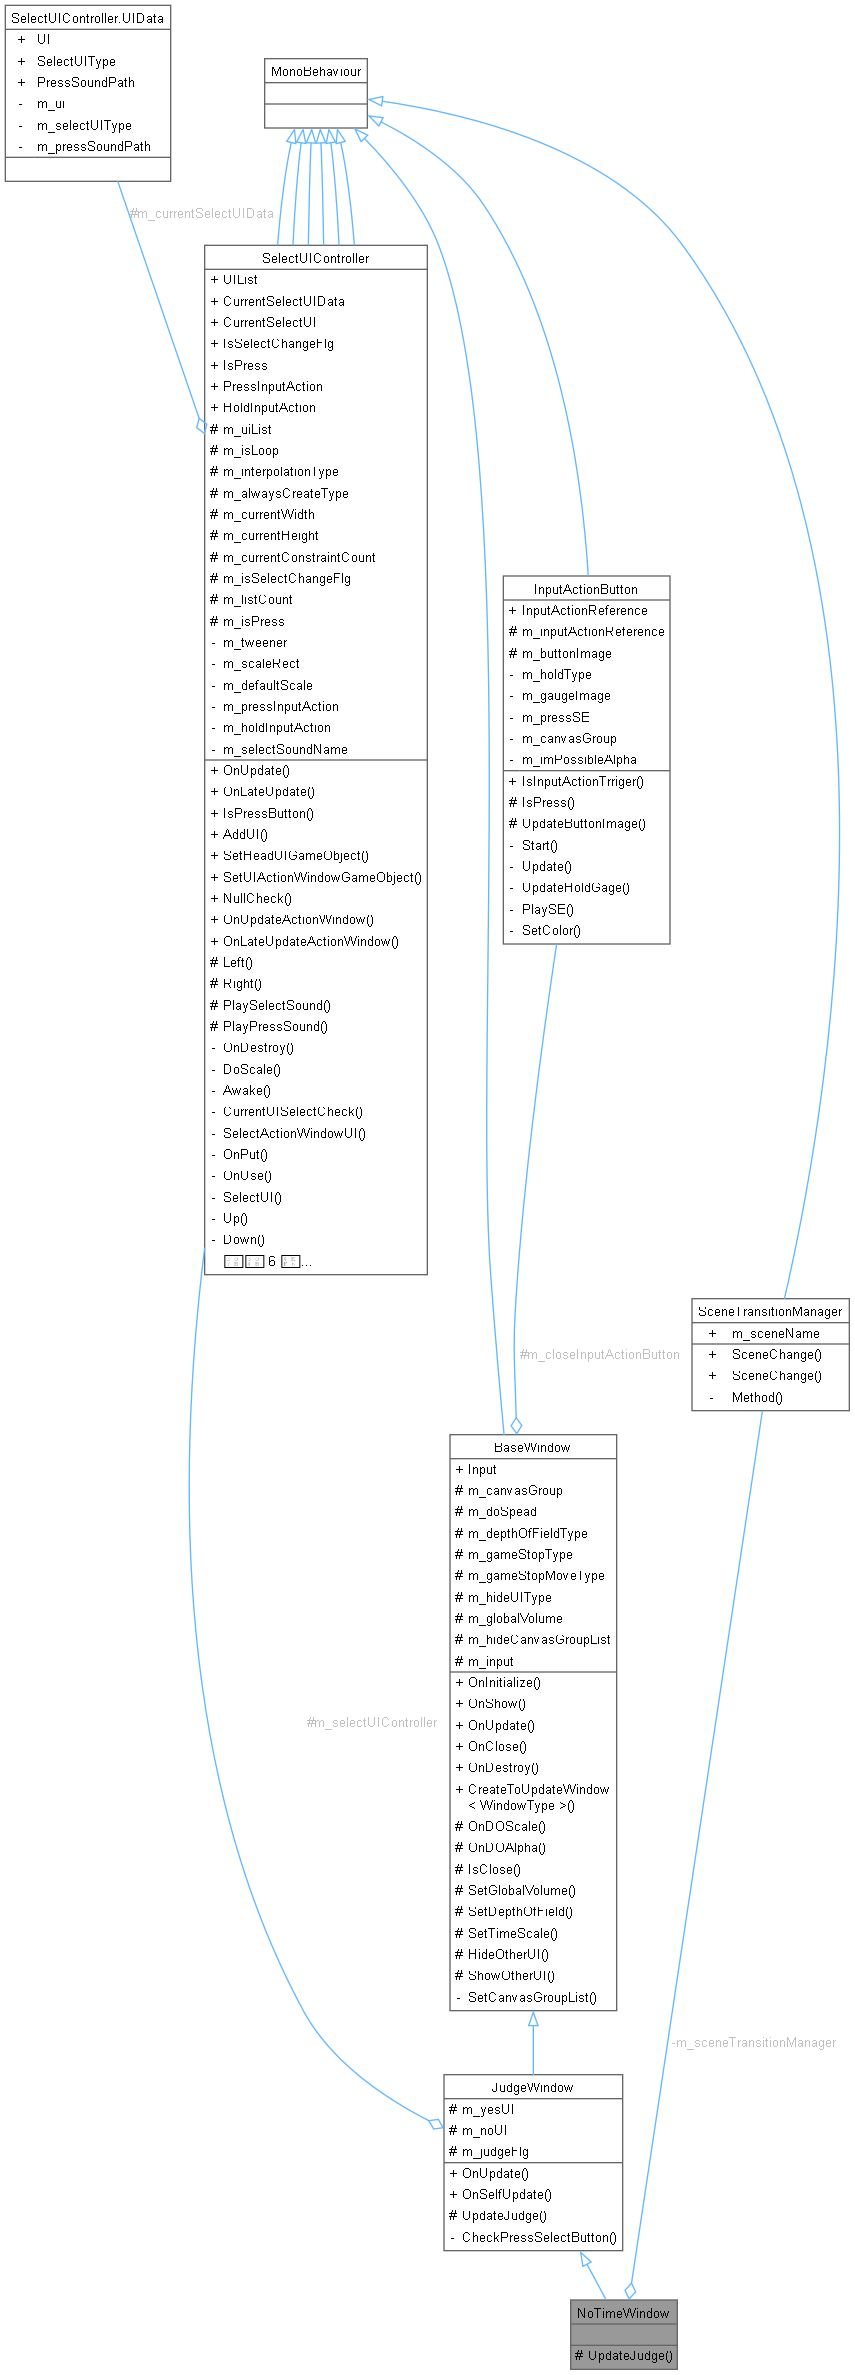 SelectUIController.UIData
+ UI
+ SelectUIType
+ PressSoundPath
- m_ui
- m_selectUIType
- m_pressSoundPath
MonoBehaviour
#m_currentSelectUIData
SelectUIController
+ UIList
+ CurrentSelectUIData
+ CurrentSelectUI
+ IsSelectChangeFlg
+ IsPress
+ PressInputAction
+ HoldInputAction
# m_uiList
# m_isLoop
# m_interpolationType
# m_alwaysCreateType
# m_currentWidth
# m_currentHeight
# m_currentConstraintCount
# m_isSelectChangeFlg
# m_listCount
# m_isPress
- m_tweener
- m_scaleRect
- m_defaultScale
- m_pressInputAction
- m_holdInputAction
- m_selectSoundName
+ OnUpdate()
+ OnLateUpdate()
+ IsPressButton()
+ AddUI()
+ SetHeadUIGameObject()
+ SetUIActionWindowGameObject()
+ NullCheck()
+ OnUpdateActionWindow()
+ OnLateUpdateActionWindow()
# Left()
# Right()
# PlaySelectSound()
# PlayPressSound()
- OnDestroy()
- DoScale()
- Awake()
- CurrentUISelectCheck()
- SelectActionWindowUI()
- OnPut()
- OnUse()
- SelectUI()
- Up()
- Down()
6 ...
InputActionButton
+ InputActionReference
# m_inputActionReference
# m_buttonImage
- m_holdType
- m_gaugeImage
- m_pressSE
- m_canvasGroup
- m_imPossibleAlpha
+ IsInputActionTrriger()
# IsPress()
# UpdateButtonImage()
- Start()
- Update()
- UpdateHoldGage()
- PlaySE()
- SetColor()
SceneTransitionManager
+ m_sceneName
+ SceneChange()
+ SceneChange()
- Method()
#m_closeInputActionButton
BaseWindow
+ Input
# m_canvasGroup
# m_doSpead
# m_depthOfFieldType
# m_gameStopType
# m_gameStopMoveType
# m_hideUIType
# m_globalVolume
# m_hideCanvasGroupList
# m_input
+ OnInitialize()
+ OnShow()
+ OnUpdate()
+ OnClose()
+ OnDestroy()
+ CreateToUpdateWindow
< WindowType >()
# OnDOScale()
# OnDOAlpha()
# IsClose()
# SetGlobalVolume()
# SetDepthOfField()
# SetTimeScale()
# HideOtherUI()
# ShowOtherUI()
- SetCanvasGroupList()
#m_selectUIController
-m_sceneTransitionManager
JudgeWindow
# m_yesUI
# m_noUI
# m_judgeFlg
+ OnUpdate()
+ OnSelfUpdate()
# UpdateJudge()
- CheckPressSelectButton()
NoTimeWindow
# UpdateJudge()